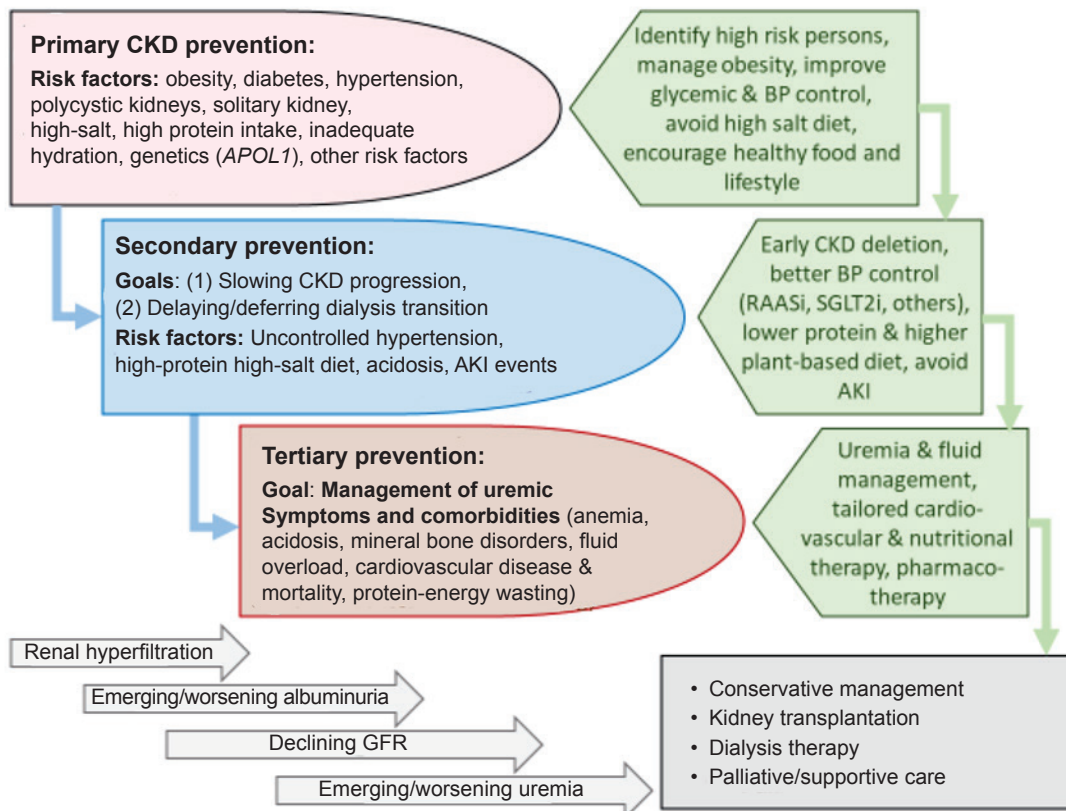 Primary CKD prevention:
Risk factors: obesity, diabetes, hypertension,
polycystic kidneys, solitary kidney,
high-salt, high protein intake, inadequate
hydration, genetics (APOL1), other risk factors
Identify high risk persons,
manage obesity, improve
glycemic & BP control,
avoid high salt diet,
encourage healthy food and
lifestyle
Secondary prevention:
Goals: (1) Slowing CKD progression,
(2) Delaying/deferring dialysis transition
Risk factors: Uncontrolled hypertension,
high-protein high-salt diet, acidosis, AKI events
Early CKD deletion,
better BP control
(RAASi, SGLT2i, others),
lower protein & higher
plant-based diet, avoid
AKI
Tertiary prevention:
Goal: Management of uremic
Symptoms and comorbidities (anemia,
acidosis, mineral bone disorders, fluid
overload, cardiovascular disease &
mortality, protein-energy wasting)
Uremia & fluid
management,
tailored cardio-
vascular & nutritional
therapy, pharmaco-
therapy
Renal hyperfiltration
Emerging/worsening albuminuria
Declining GFR
Emerging/worsening uremia
• Conservative management
• Kidney transplantation
• Dialysis therapy
• Palliative/supportive care